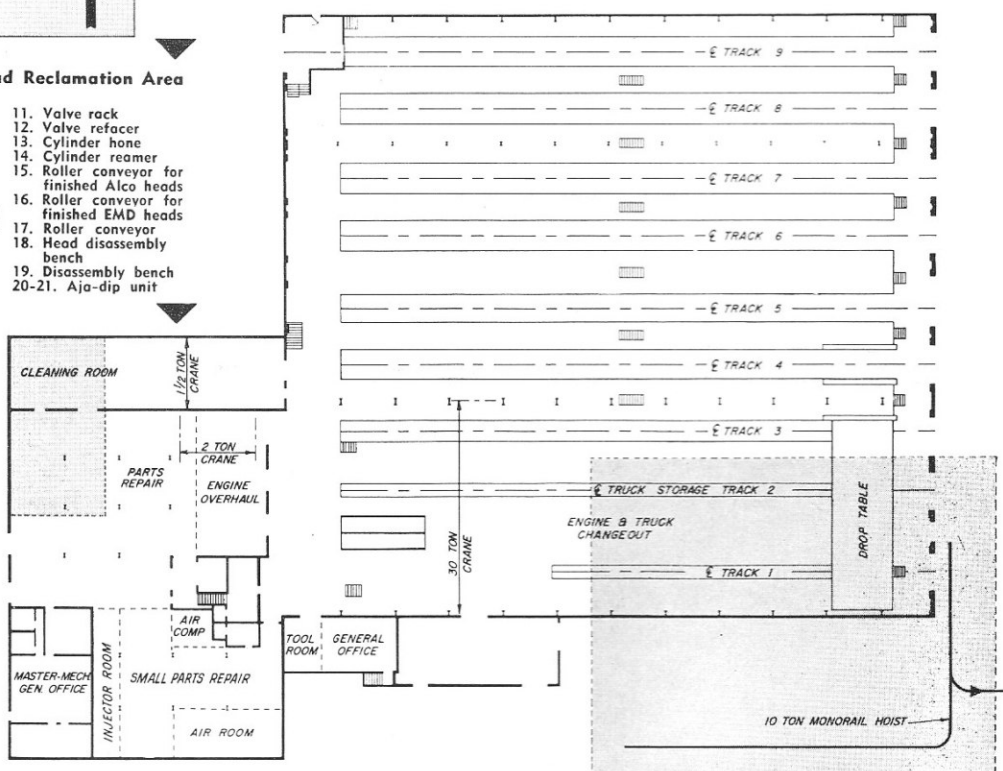 d Reclamation Area
11. Valve rack
12. Valve refacer
13. Cylinder hone
14. Cylinder reamer
15. Roller conveyor for
finished Alco heads
16. Roller conveyor for
finished EMD heads
17. Roller conveyor
18. Head disassembly
bench
19. Disassembly bench
20-21. Aja-dip unit
℄ TRACK 9
℄ TRACK 8
℄ TRACK 7
℄ TRACK 6
℄ TRACK 5
℄ TRACK 4
℄ TRACK 3
℄ TRUCK STORAGE TRACK 2
℄ TRACK 1
ENGINE & TRUCK
CHANGEOUT
DROP TABLE
30 TON
CRANE
CLEANING ROOM
1 1/2 TON
CRANE
2 TON
CRANE
PARTS
REPAIR
ENGINE
OVERHAUL
AIR
COMP
TOOL
ROOM
GENERAL
OFFICE
MASTER-MECH.
GEN. OFFICE
INJECTOR ROOM
SMALL PARTS REPAIR
AIR ROOM
10 TON MONORAIL HOIST